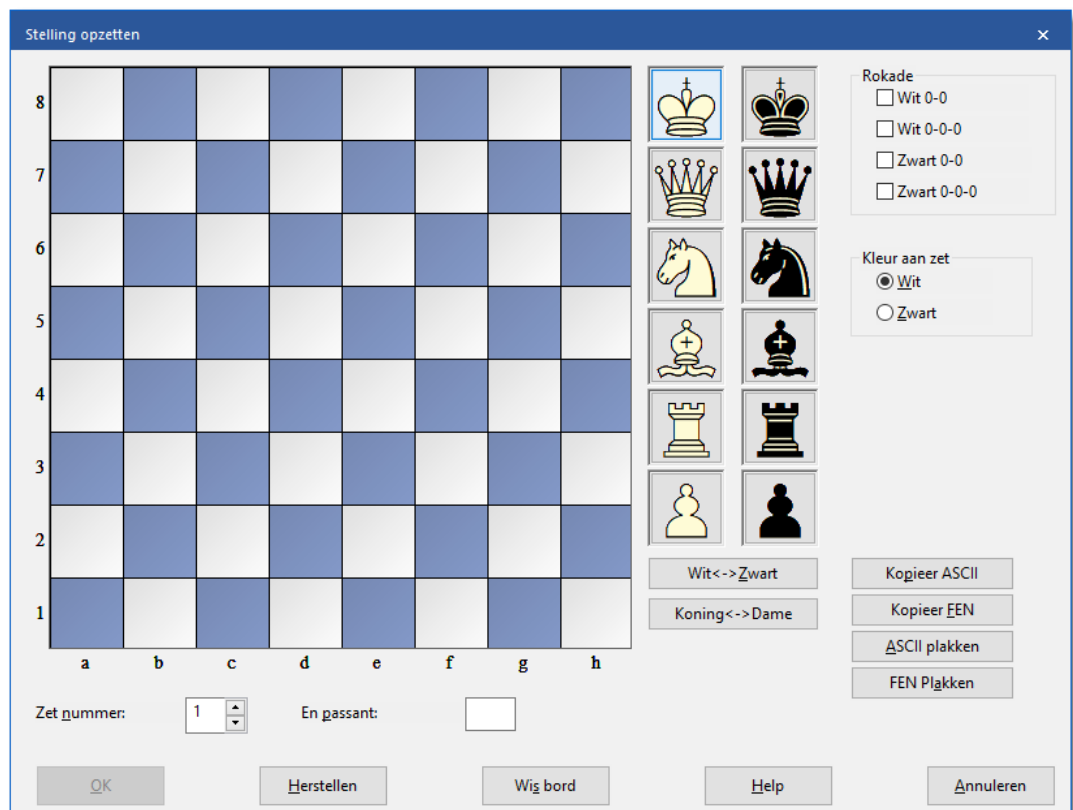 Stelling opzetten
8
7
6
5
4
3
2
1
a b c d e f g h
Rokade
Wit 0-0
Wit 0-0-0
Zwart 0-0
Zwart 0-0-0
Kleur aan zet
Wit
Zwart
Wit<->Zwart
Koning<->Dame
Kopieer ASCII
Kopieer FEN
ASCII plakken
FEN Plakken
Zet nummer: 1 En passant:
OK Herstellen Wis bord Help Annuleren